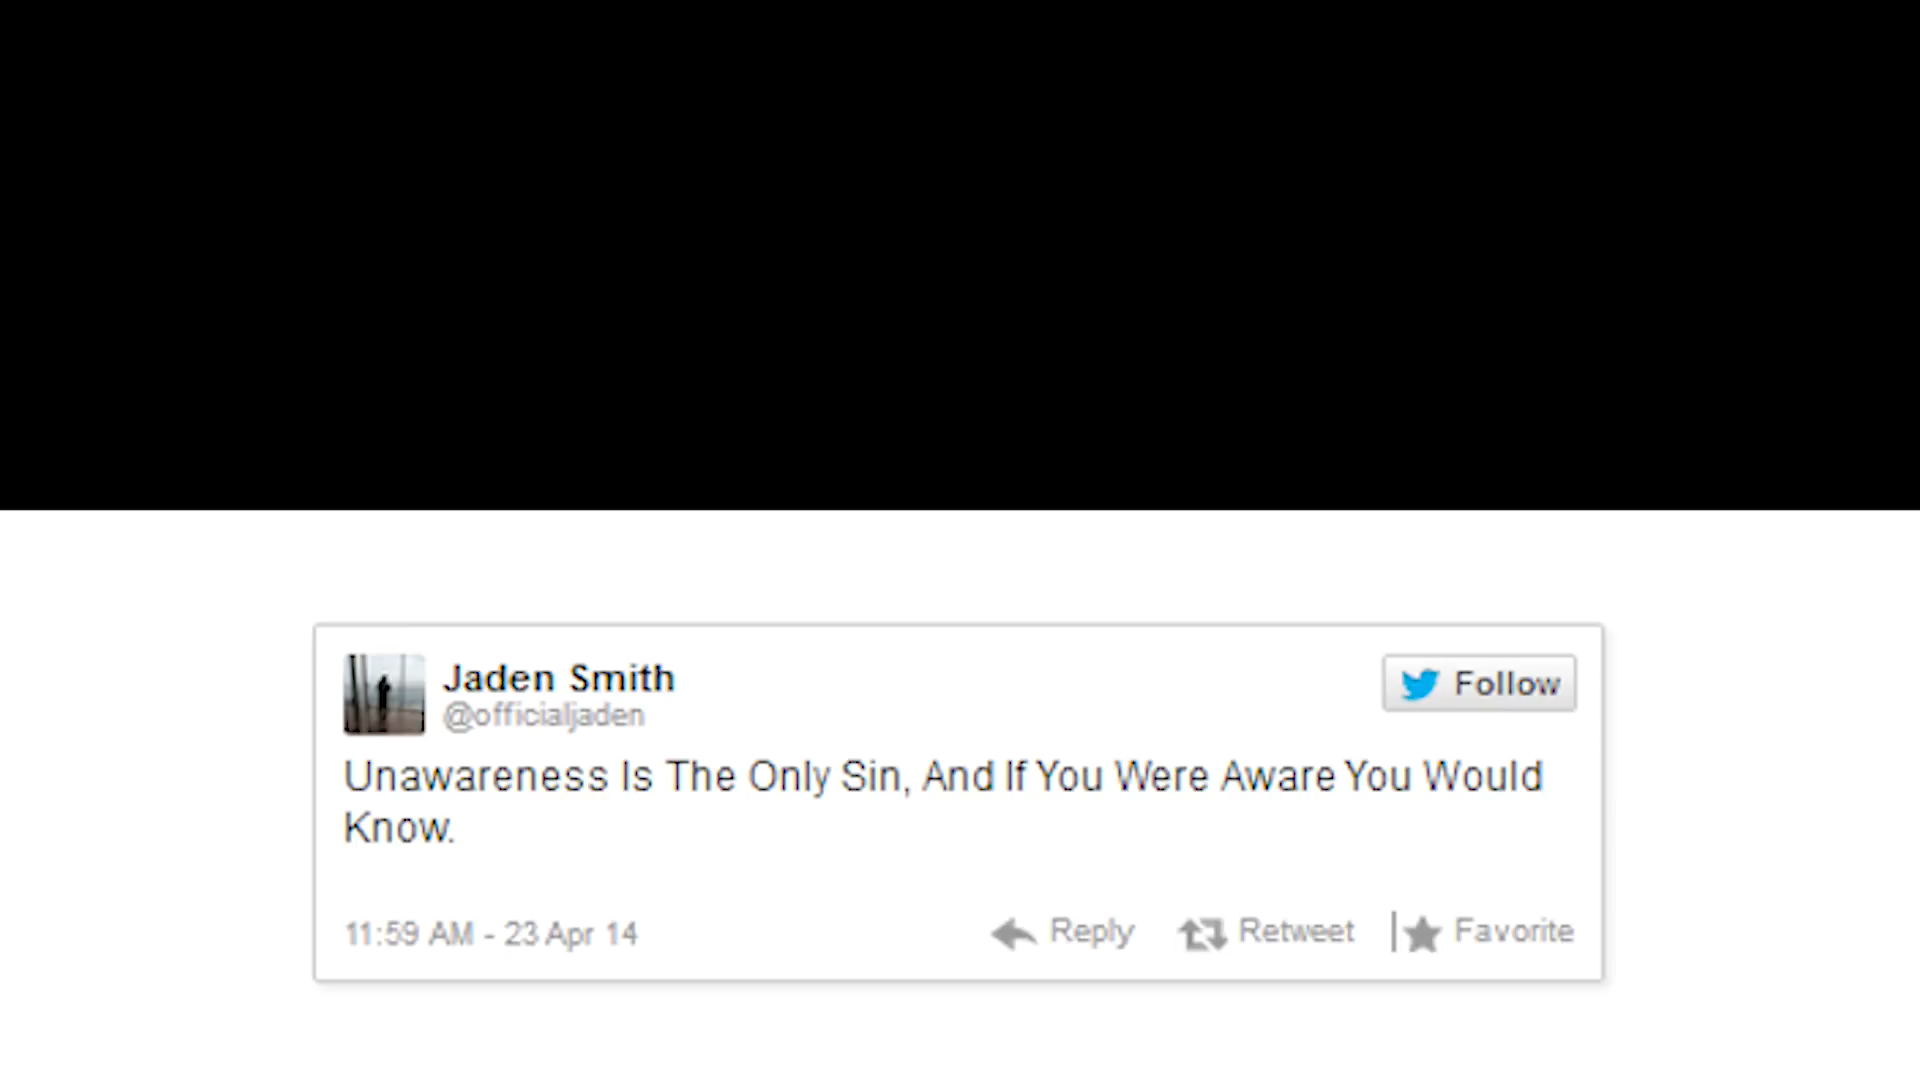 Jaden Smith
@officialjaden
Follow
Unawareness Is The Only Sin, And If You Were Aware You Would
Know.
11:59 AM - 23 Apr 14
Reply
Retweet
Favorite